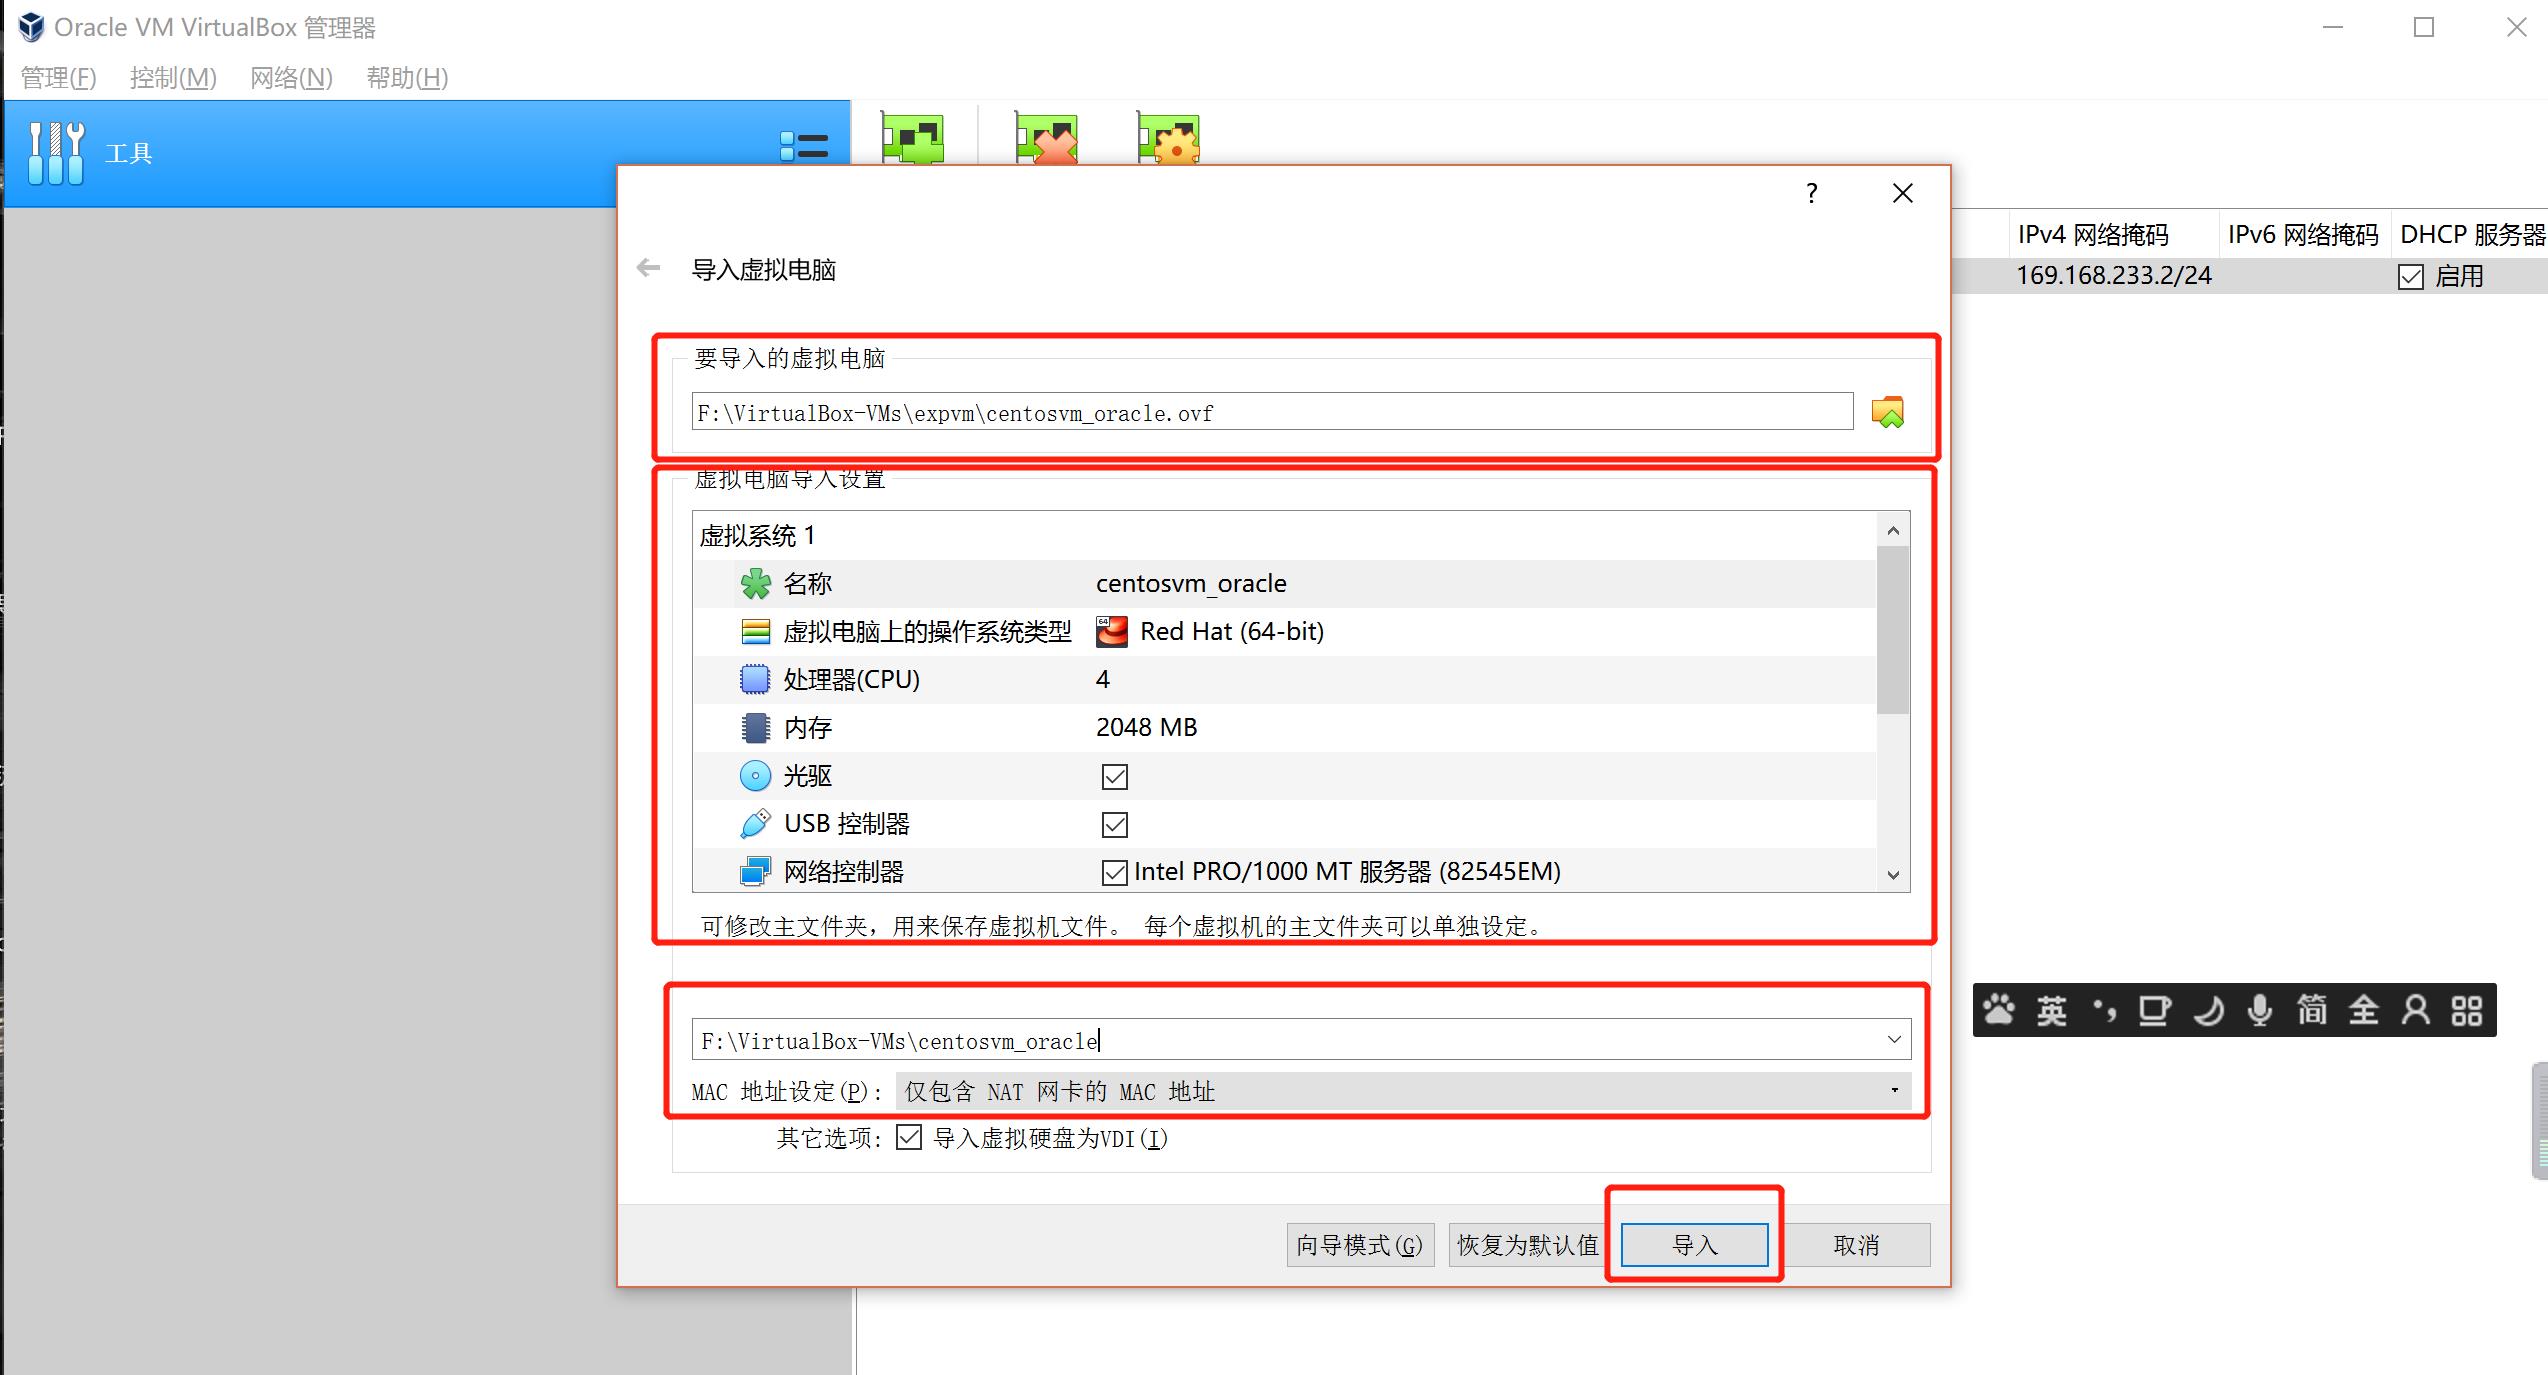 Oracle VM VirtualBox 管理器
管理(F) 控制(M) 网络(N) 帮助(H)
工具
?
IPv4 网络掩码 IPv6 网络掩码 DHCP 服务器
169.168.233.2/24 启用
导入虚拟电脑
要导入的虚拟电脑
F:\VirtualBox-VMs\expvm\centosvm_oracle.ovf
虚拟电脑导入设置
虚拟系统 1
名称 centosvm_oracle
虚拟电脑上的操作系统类型 64 Red Hat (64-bit)
处理器(CPU) 4
内存 2048 MB
光驱
USB 控制器
网络控制器 Intel PRO/1000 MT 服务器 (82545EM)
可修改主文件夹，用来保存虚拟机文件。 每个虚拟机的主文件夹可以单独设定。
英 简 全
F:\VirtualBox-VMs\centosvm_oracle
MAC 地址设定(P): 仅包含 NAT 网卡的 MAC 地址
其它选项: 导入虚拟硬盘为VDI(I)
向导模式(G) 恢复为默认值 导入 取消